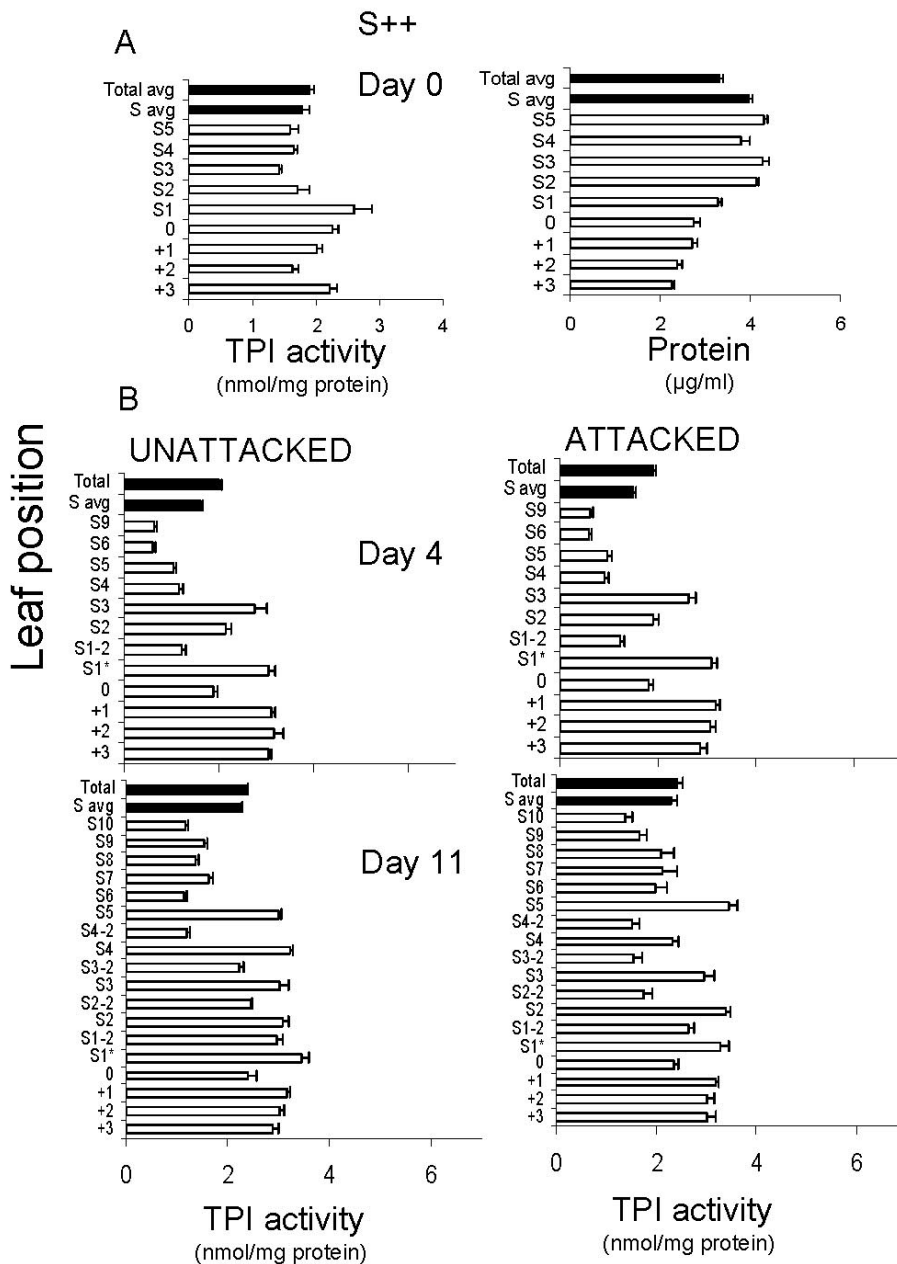 S++
A
Day 0
Total avg
S avg
S5
S4
S3
S2
S1
0
+1
+2
+3
0 1 2 3 4
TPI activity
(nmol/mg protein)
Total avg
S avg
S5
S4
S3
S2
S1
0
+1
+2
+3
0 2 4 6
Protein
(µg/ml)
B
Leaf position
UNATTACKED
ATTACKED
Day 4
Total
S avg
S9
S6
S5
S4
S3
S2
S1-2
S1*
0
+1
+2
+3
Total
S avg
S9
S6
S5
S4
S3
S2
S1-2
S1*
0
+1
+2
+3
Day 11
Total
S avg
S10
S9
S8
S7
S6
S5
S4-2
S4
S3-2
S3
S2-2
S2
S1-2
S1*
0
+1
+2
+3
0 2 4 6
TPI activity
(nmol/mg protein)
Total
S avg
S10
S9
S8
S7
S6
S5
S4-2
S4
S3-2
S3
S2-2
S2
S1-2
S1*
0
+1
+2
+3
0 2 4 6
TPI activity
(nmol/mg protein)